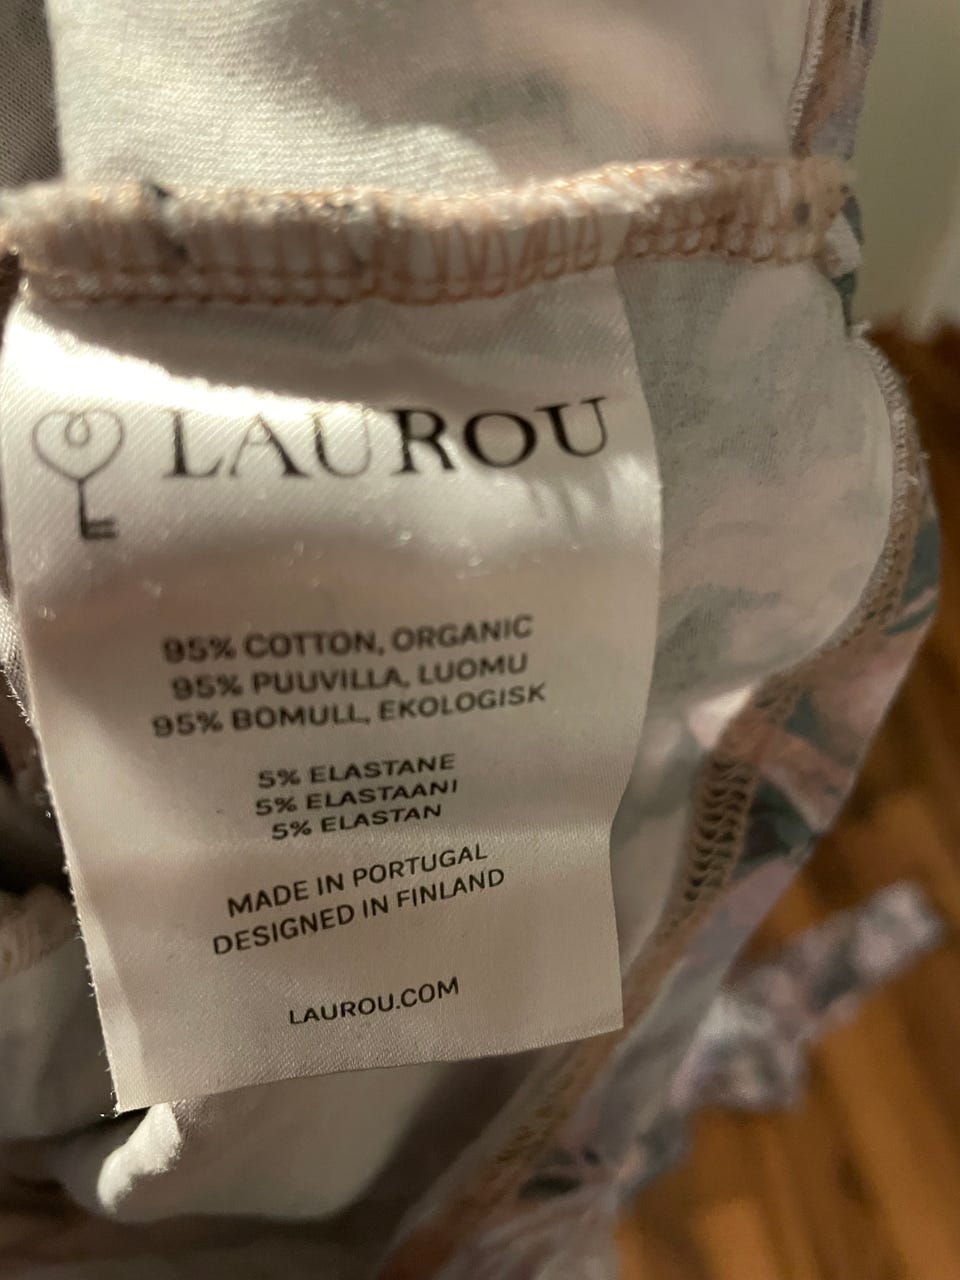 LAUROU
95% COTTON, ORGANIC
95% PUUVILLA, LUOMU
95% BOMULL, EKOLOGISK
5% ELASTANE
5% ELASTAANI
5% ELASTAN
MADE IN PORTUGAL
DESIGNED IN FINLAND
LAUROU.COM